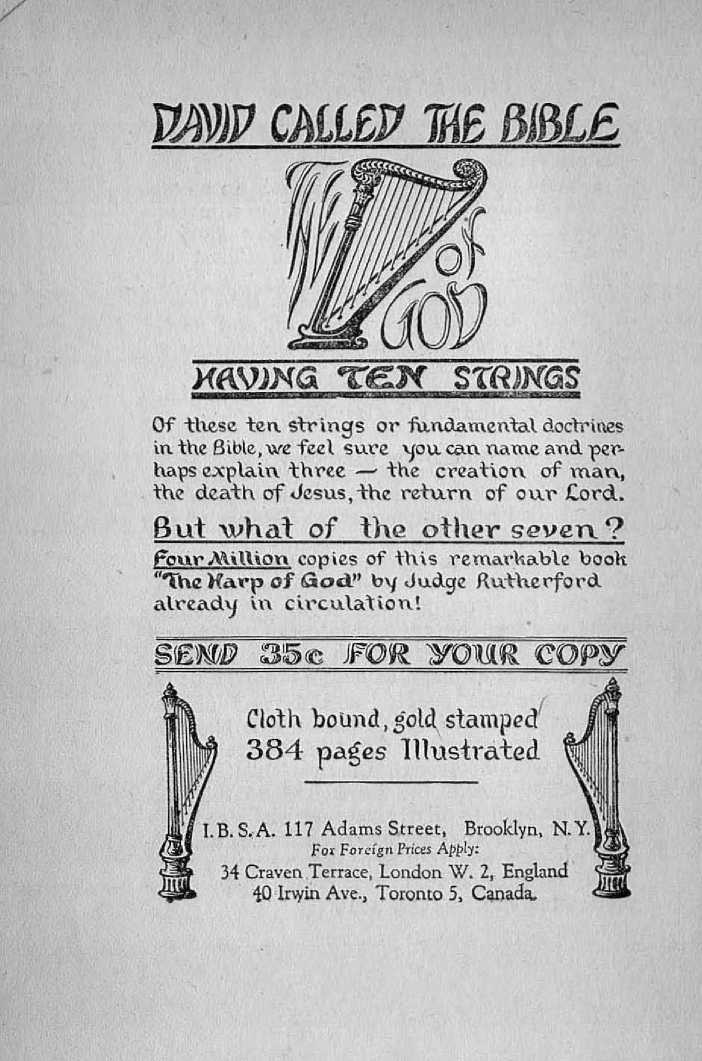 DAVID CALLED THE BIBLE
of
GOD
HAVING TEN STRINGS
Of these ten strings or fundamental doctrines
in the Bible, we feel sure you can name and per-
haps explain three — the creation of man,
the death of Jesus, the return of our Lord.
But what of the other seven?
Four Million copies of this remarkable book
"The Harp of God" by Judge Rutherford
already in circulation!
SEND 35c FOR YOUR COPY
Cloth bound, gold stamped
384 pages Illustrated
I. B. S. A. 117 Adams Street, Brooklyn, N. Y.
For Foreign Prices Apply:
34 Craven Terrace, London W. 2, England
40 Irwin Ave., Toronto 5, Canada.